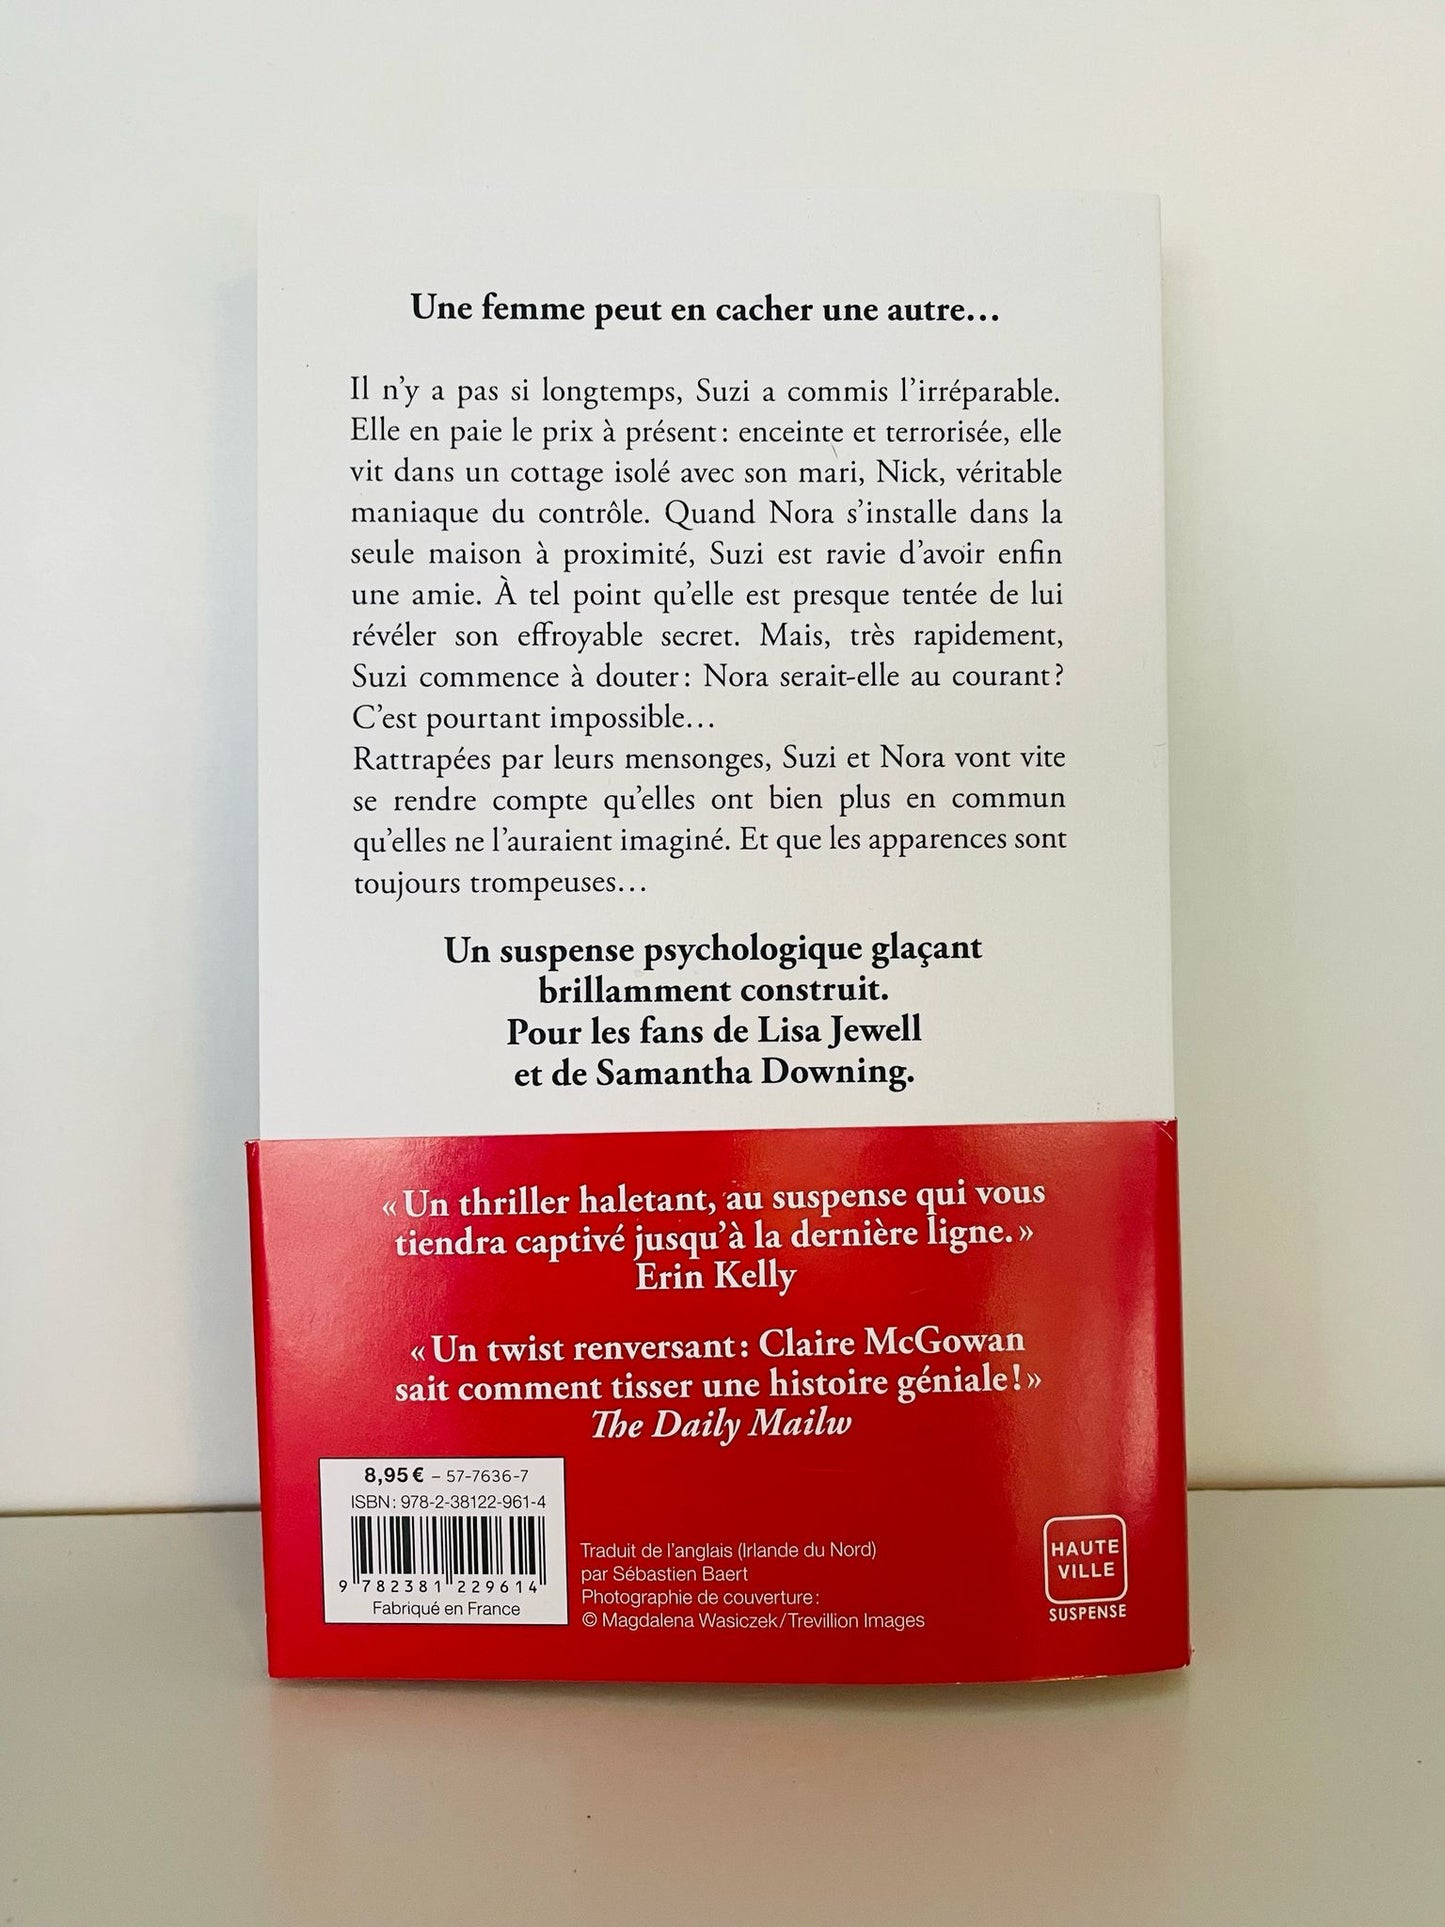 Une femme peut en cacher une autre…
Il n’y a pas si longtemps, Suzi a commis l’irréparable.
Elle en paie le prix à présent : enceinte et terrorisée, elle
vit dans un cottage isolé avec son mari, Nick, véritable
maniaque du contrôle. Quand Nora s’installe dans la
seule maison à proximité, Suzi est ravie d’avoir enfin
une amie. À tel point qu’elle est presque tentée de lui
révéler son effroyable secret. Mais, très rapidement,
Suzi commence à douter : Nora serait-elle au courant ?
C’est pourtant impossible…
Rattrapées par leurs mensonges, Suzi et Nora vont vite
se rendre compte qu’elles ont bien plus en commun
qu’elles ne l’auraient imaginé. Et que les apparences sont
toujours trompeuses…
Un suspense psychologique glaçant
brillamment construit.
Pour les fans de Lisa Jewell
et de Samantha Downing.
« Un thriller haletant, au suspense qui vous
tiendra captivé jusqu’à la dernière ligne. »
Erin Kelly
« Un twist renversant : Claire McGowan
sait comment tisser une histoire géniale ! »
The Daily Mailw
8,95 € – 57-7636-7
ISBN : 978-2-38122-961-4
9 782381 229614
Fabriqué en France
Traduit de l’anglais (Irlande du Nord)
par Sébastien Baert
Photographie de couverture :
© Magdalena Wasiczek / Trevillion Images
HAUTE
VILLE
SUSPENSE